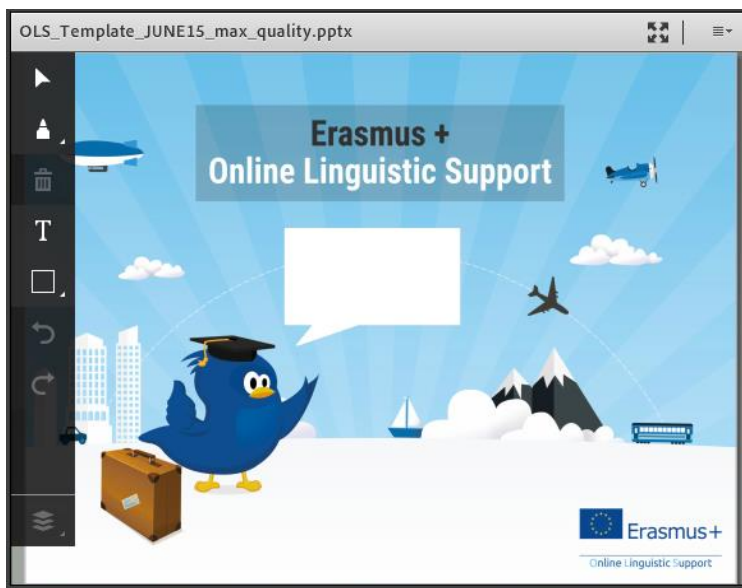 OLS_Template_JUNE15_max_quality.pptx
Erasmus +
Online Linguistic Support
T
Erasmus+
Online Linguistic Support